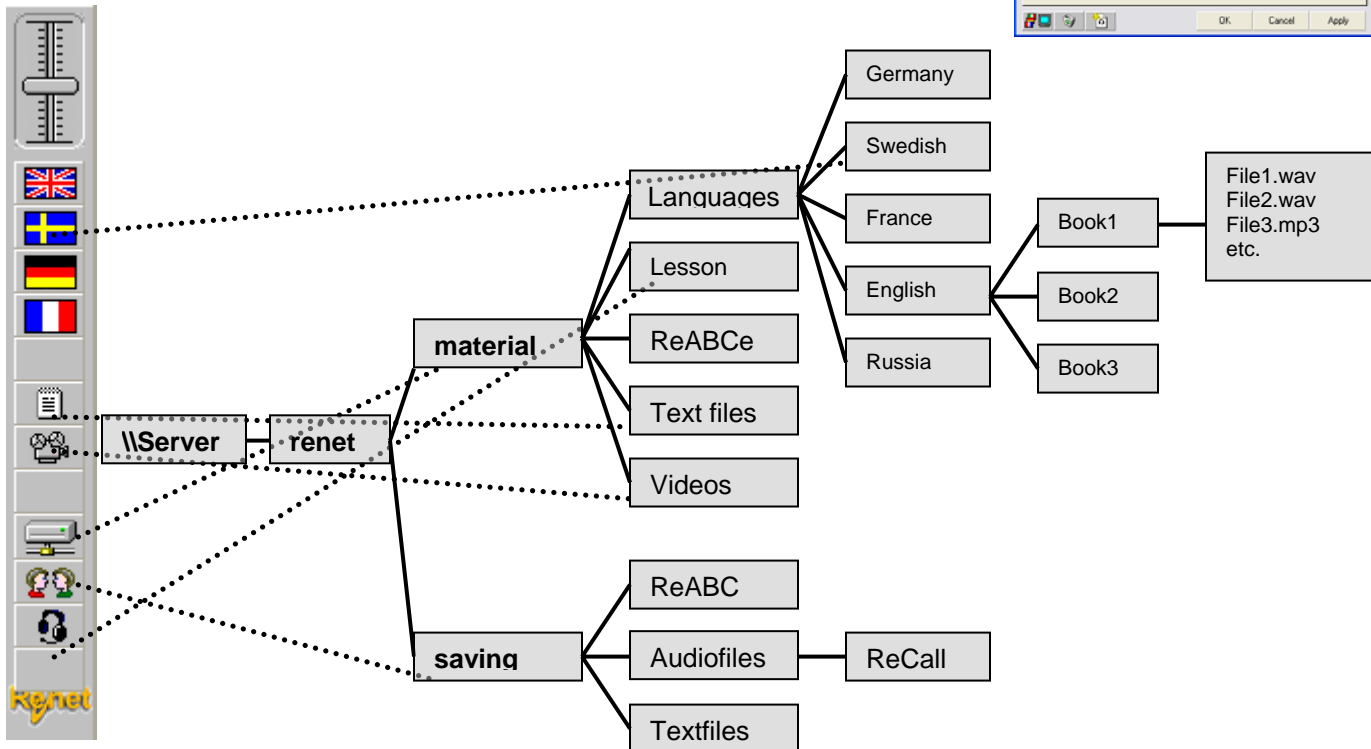 OK Cancel Apply
Germany
Swedish
Languages
File1.wav
File2.wav
File3.mp3
etc.
France
Book1
Lesson
English
Book2
material
ReABCe
Russia
Book3
Text files
\\Server
renet
Videos
ReABC
saving
Audiofiles
ReCall
Renet
Textfiles